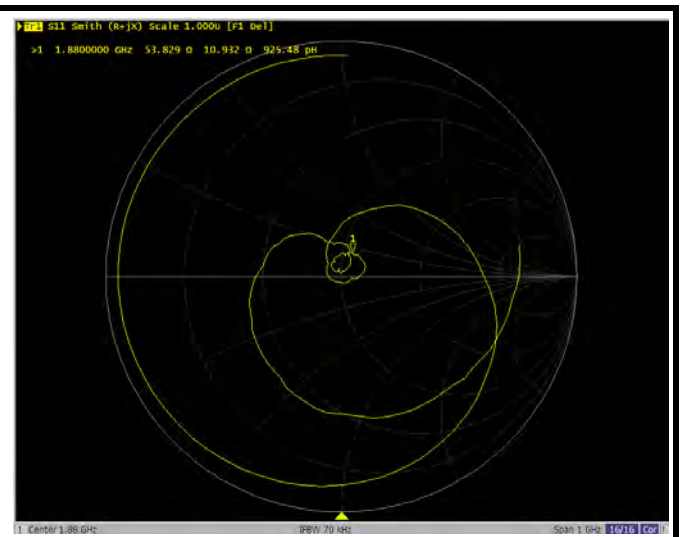 Tr1 S11 Smith (R+jX) Scale 1.000U [F1 Del]
>1 1.8800000 GHz 53.829 Ω 10.932 Ω 925.48 pH
1
1 Center 1.88 GHz IFBW 70 kHz Span 1 GHz 16/16 Cor !